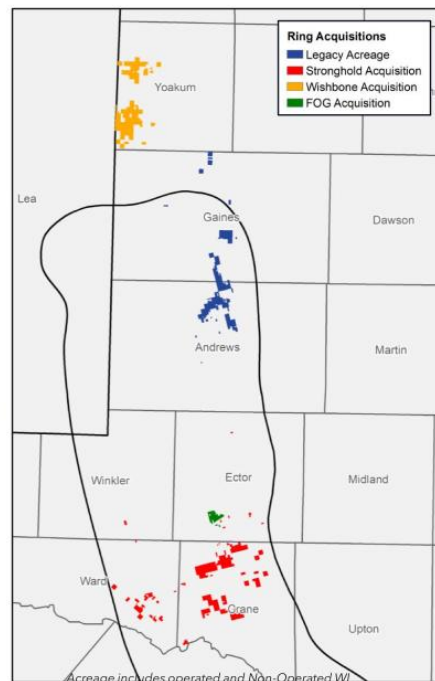 Ring Acquisitions
Legacy Acreage
Stronghold Acquisition
Wishbone Acquisition
FOG Acquisition
Yoakum
Lea
Gaines
Dawson
Andrews
Martin
Winkler
Ector
Midland
Ward
Crane
Upton
Acreage includes operated and Non-Operated WI